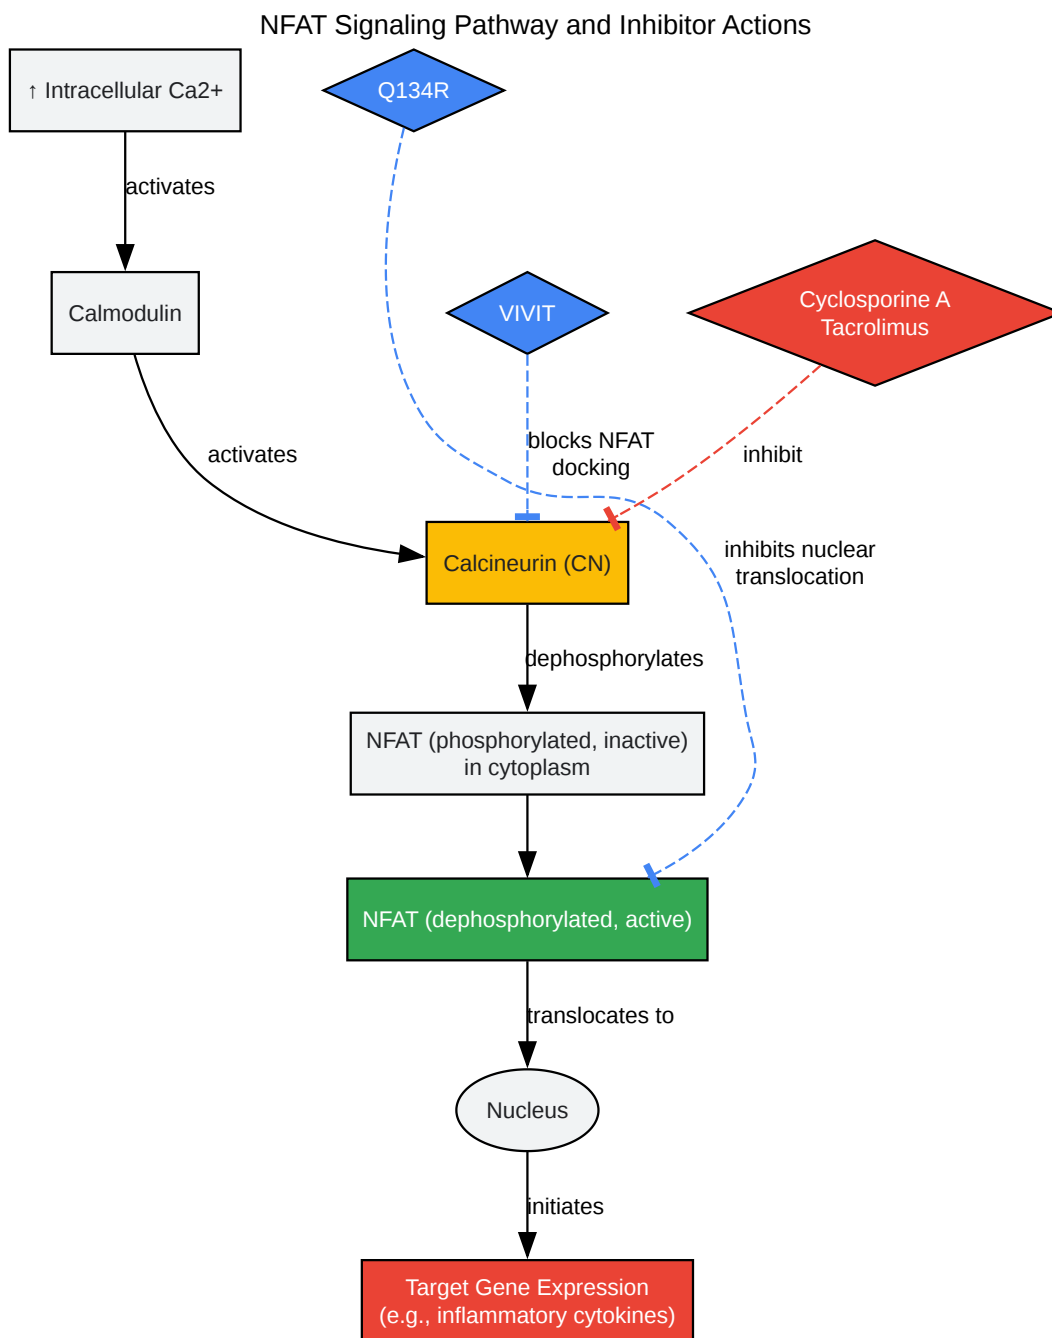 NFAT Signaling Pathway and Inhibitor Actions
↑ Intracellular Ca2+
Q134R
activates
Cyclosporine A
Tacrolimus
Calmodulin
VIVIT
activates
blocks NFAT
docking
inhibit
inhibits nuclear
translocation
Calcineurin (CN)
dephosphorylates
NFAT (phosphorylated, inactive)
in cytoplasm
NFAT (dephosphorylated, active)
translocates to
Nucleus
initiates
Target Gene Expression
(e.g., inflammatory cytokines)